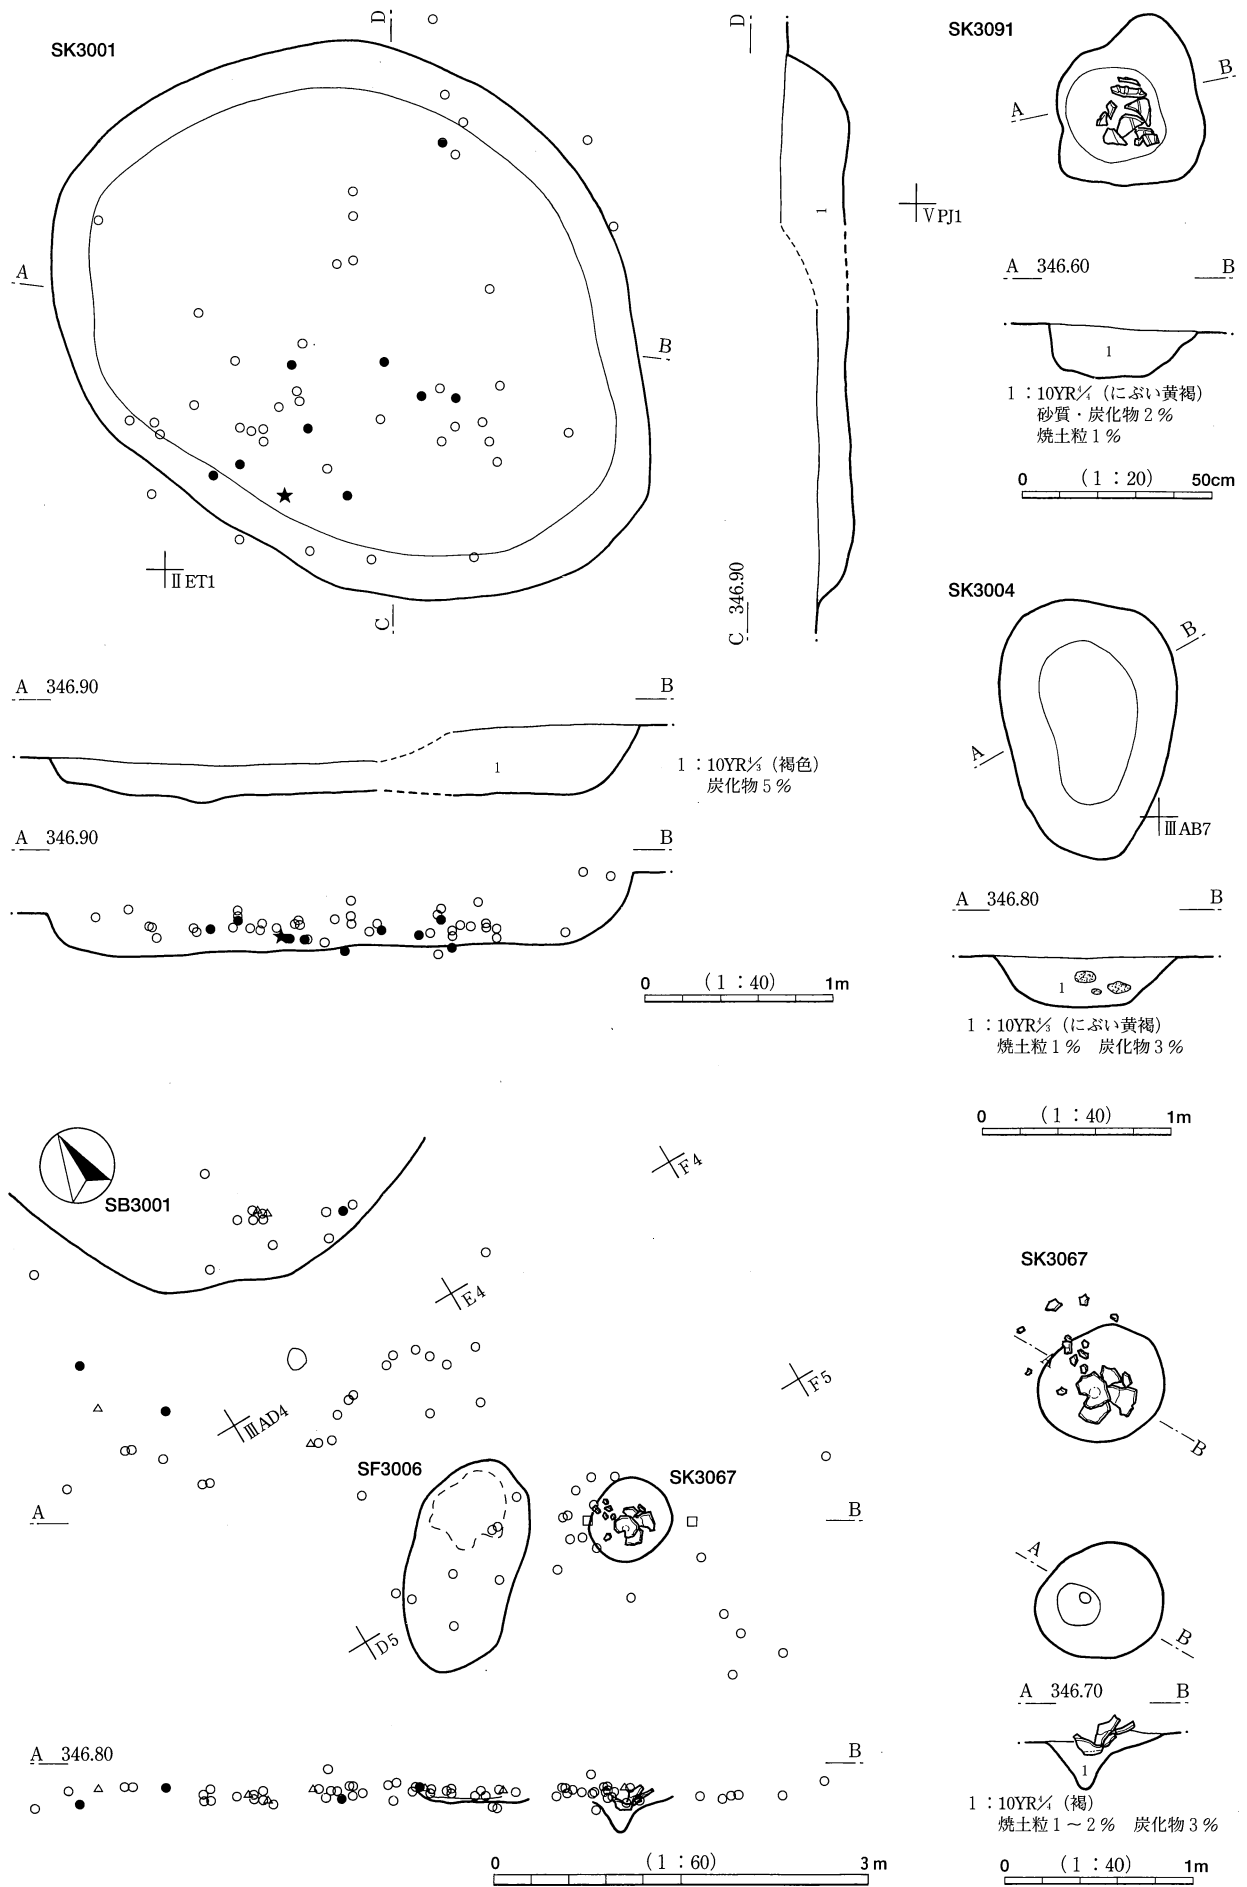 SK3001
D
A
B
C
ⅡET1
D
1
C 346.90
SK3091
A
B
ⅤPJ1
A 346.60 B
1
1：10YR4/4（にぶい黄褐）
砂質・炭化物2％
焼土粒1％
0 (1：20) 50cm
A 346.90 B
1
1：10YR4/3（褐色）
炭化物5％
A 346.90 B
0 (1：40) 1m
SK3004
B
A
ⅢAB7
A 346.80 B
1
1：10YR4/3（にぶい黄褐）
焼土粒1％ 炭化物3％
0 (1：40) 1m
SB3001
F4
E4
F5
ⅢAD4
SF3006
SK3067
A B
D5
A 346.80 B
0 (1：60) 3m
SK3067
A
B
A
B
A 346.70 B
1
1：10YR4/4（褐）
焼土粒1～2％ 炭化物3％
0 (1：40) 1m